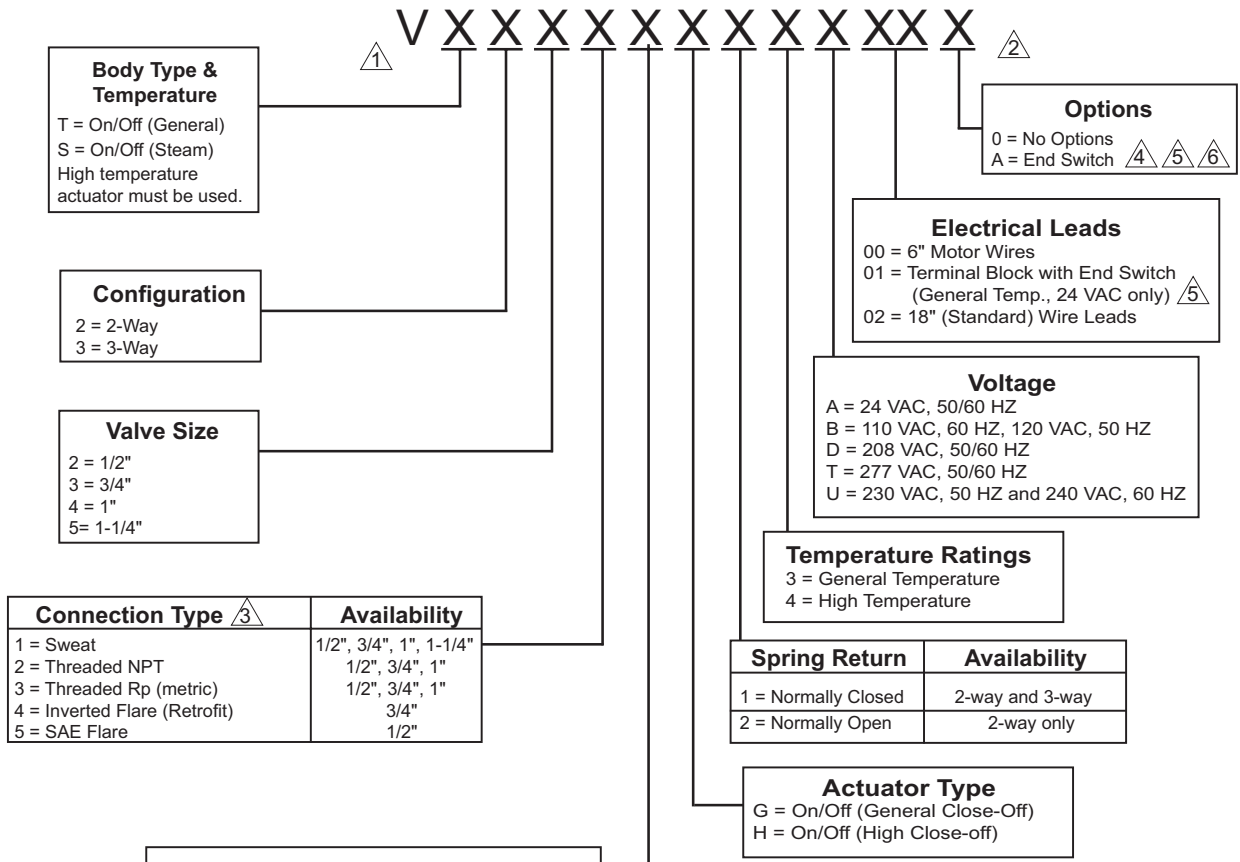 V X X X X X X X X X XX X
1
2
Body Type &
Temperature
T = On/Off (General)
S = On/Off (Steam)
High temperature
actuator must be used.
Options
0 = No Options
A = End Switch 4 5 6
Electrical Leads
00 = 6" Motor Wires
01 = Terminal Block with End Switch
(General Temp., 24 VAC only) 5
02 = 18" (Standard) Wire Leads
Configuration
2 = 2-Way
3 = 3-Way
Voltage
A = 24 VAC, 50/60 HZ
B = 110 VAC, 60 HZ, 120 VAC, 50 HZ
D = 208 VAC, 50/60 HZ
T = 277 VAC, 50/60 HZ
U = 230 VAC, 50 HZ and 240 VAC, 60 HZ
Valve Size
2 = 1/2"
3 = 3/4"
4 = 1"
5= 1-1/4"
Temperature Ratings
3 = General Temperature
4 = High Temperature
Connection Type 3 Availability
1 = Sweat 1/2", 3/4", 1", 1-1/4"
2 = Threaded NPT 1/2", 3/4", 1"
3 = Threaded Rp (metric) 1/2", 3/4", 1"
4 = Inverted Flare (Retrofit) 3/4"
5 = SAE Flare 1/2"
Spring Return Availability
1 = Normally Closed 2-way and 3-way
2 = Normally Open 2-way only
Actuator Type
G = On/Off (General Close-Off)
H = On/Off (High Close-off)